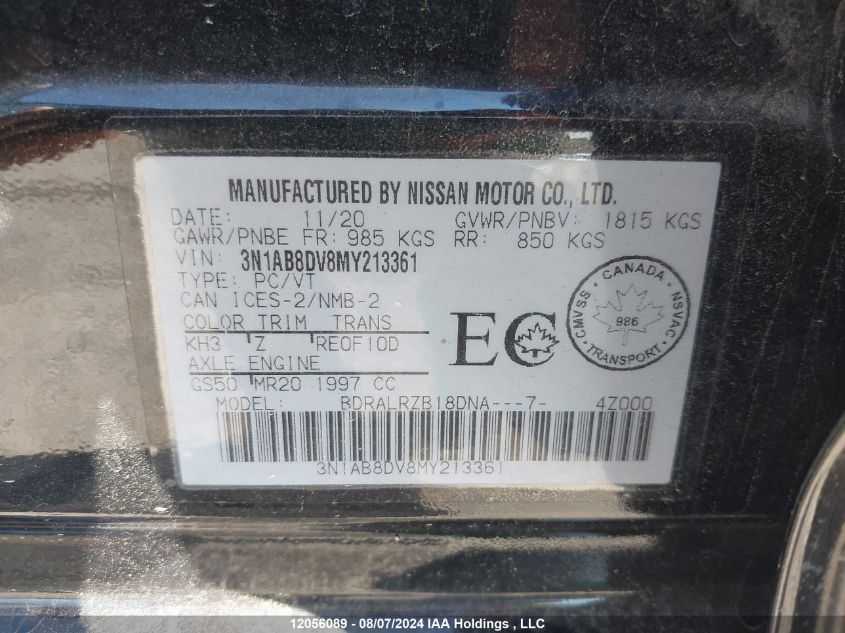 MANUFACTURED BY NISSAN MOTOR CO., LTD.
DATE: 11/20 GVWR/PNBV: 1815 KGS
GAWR/PNBE FR: 985 KGS RR: 850 KGS
VIN: 3N1AB8DV8MY213361
TYPE: PC/VT
CAN ICES-2/NMB-2
COLOR TRIM TRANS
KH3 Z RE0F10D
AXLE ENGINE
GS50 MR20 1997 CC
MODEL: BDRALRZB18DNA---7- 4Z000
3N1AB8DV8MY213361
EC
CANADA
CMVSS
986
NSVAC
TRANSPORT
12056089 - 08/07/2024 IAA Holdings, LLC